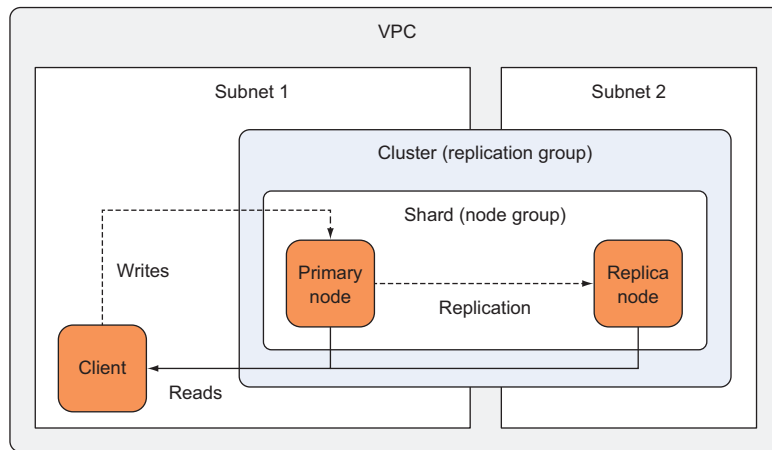 VPC
Subnet 1
Subnet 2
Cluster (replication group)
Shard (node group)
Primary
node
Replica
node
Writes
Replication
Client
Reads